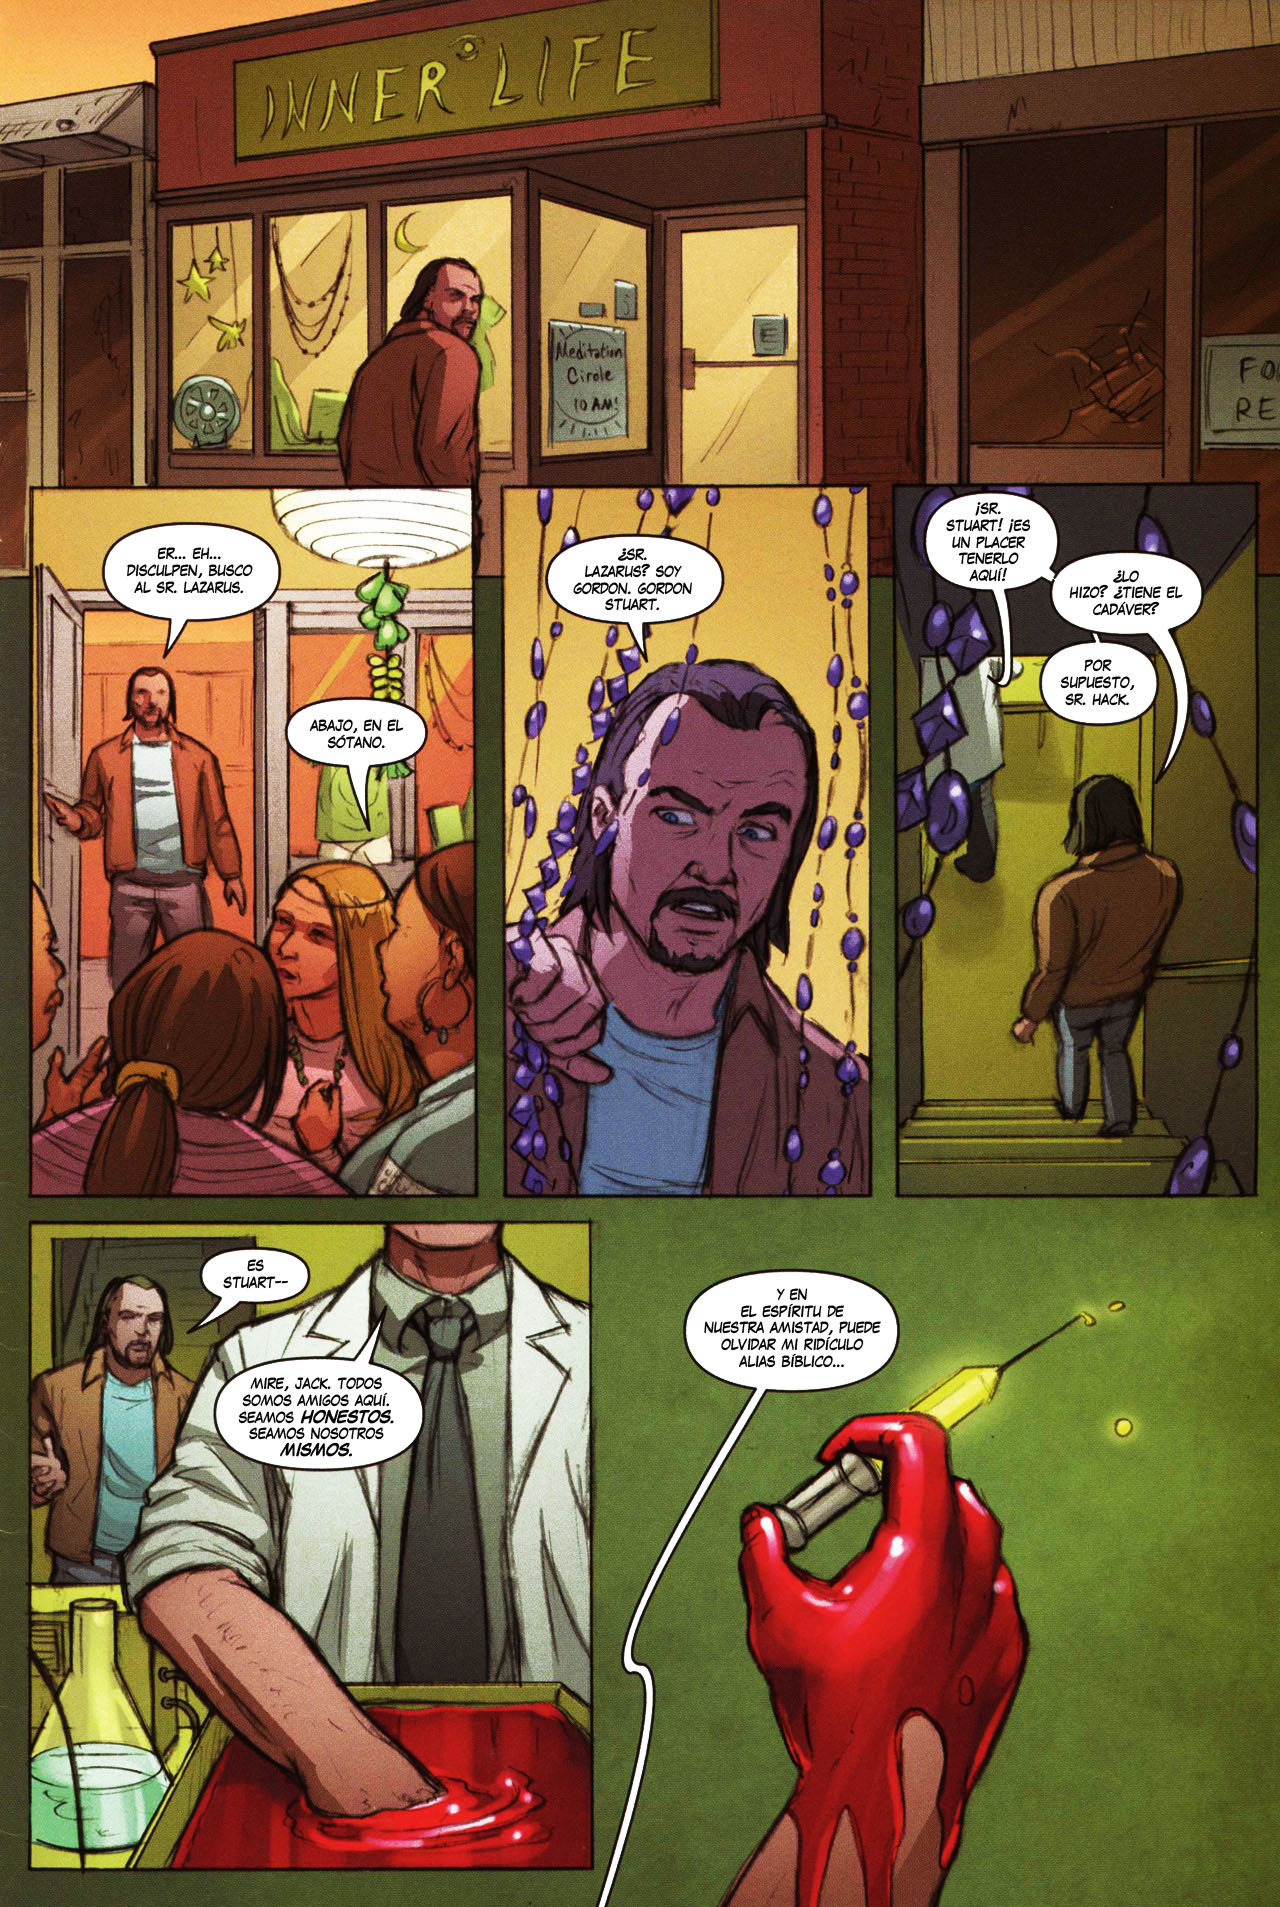 INNER LIFE
Meditation
Circle
10 AM!
E
FO
RE
ER... EH...
DISCULPEN, BUSCO
AL SR. LAZARUS.
ABAJO, EN EL
SÓTANO.
¿SR.
LAZARUS? SOY
GORDON. GORDON
STUART.
¡SR.
STUART! ¡ES
UN PLACER
TENERLO
AQUÍ!
¿LO
HIZO? ¿TIENE EL
CADÁVER?
POR
SUPUESTO,
SR. HACK.
ES
STUART--
MIRE, JACK. TODOS
SOMOS AMIGOS AQUÍ.
SEAMOS HONESTOS.
SEAMOS NOSOTROS
MISMOS.
Y EN
EL ESPÍRITU DE
NUESTRA AMISTAD, PUEDE
OLVIDAR MI RIDÍCULO
ALIAS BÍBLICO...